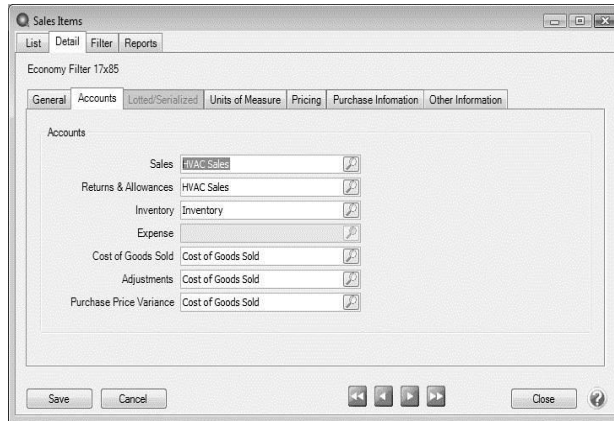 Sales Items
List Detail Filter Reports
Economy Filter 17x85
General Accounts Lotted/Serialized Units of Measure Pricing Purchase Infomation Other Information
Accounts
Sales HVAC Sales
Returns & Allowances HVAC Sales
Inventory Inventory
Expense
Cost of Goods Sold Cost of Goods Sold
Adjustments Cost of Goods Sold
Purchase Price Variance Cost of Goods Sold
Save Cancel Close ?